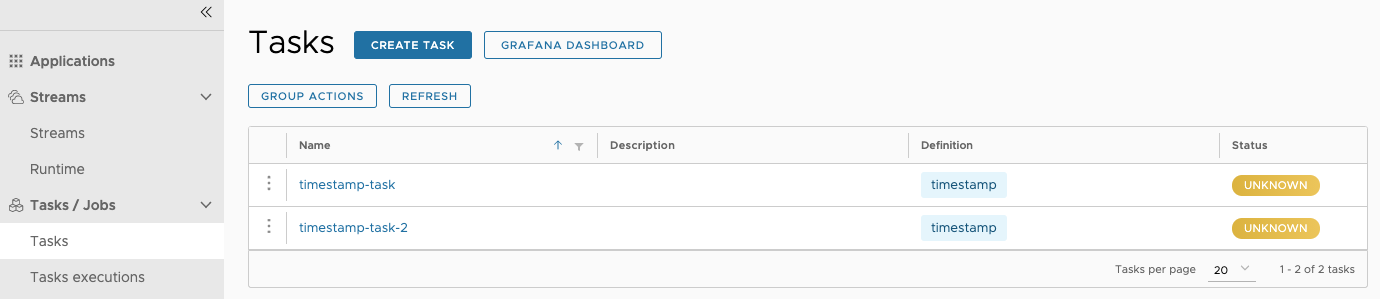 Applications
Streams
Streams
Runtime
Tasks / Jobs
Tasks
Tasks executions
Tasks CREATE TASK GRAFANA DASHBOARD
GROUP ACTIONS REFRESH
Name Description Definition Status
timestamp-task timestamp UNKNOWN
timestamp-task-2 timestamp UNKNOWN
Tasks per page 20 1 - 2 of 2 tasks